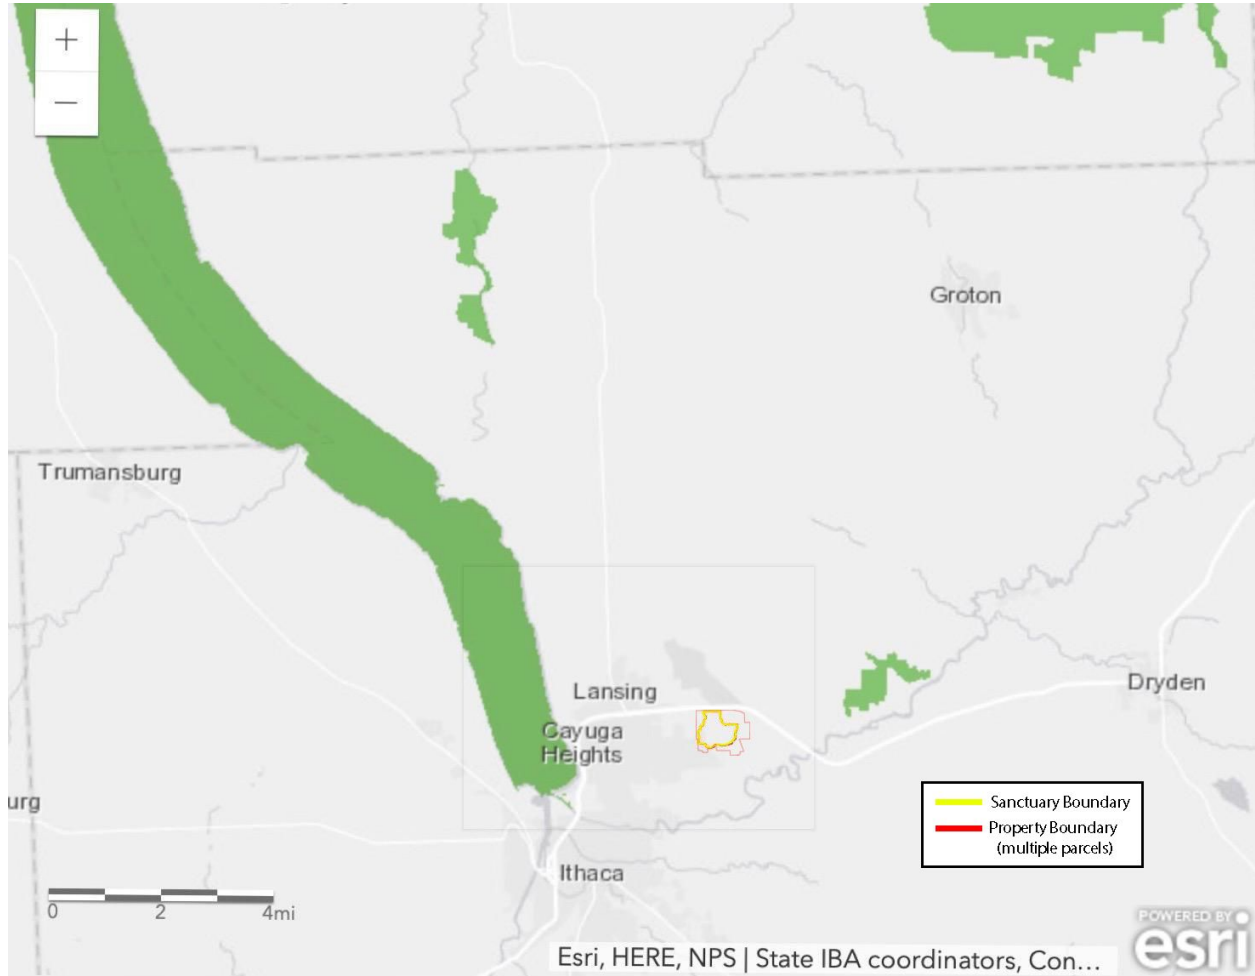 +
−
Groton
Trumansburg
Lansing
Cayuga
Heights
Dryden
urg
Sanctuary Boundary
Property Boundary
(multiple parcels)
Ithaca
0 2 4mi
POWERED BY
esri
Esri, HERE, NPS | State IBA coordinators, Con...